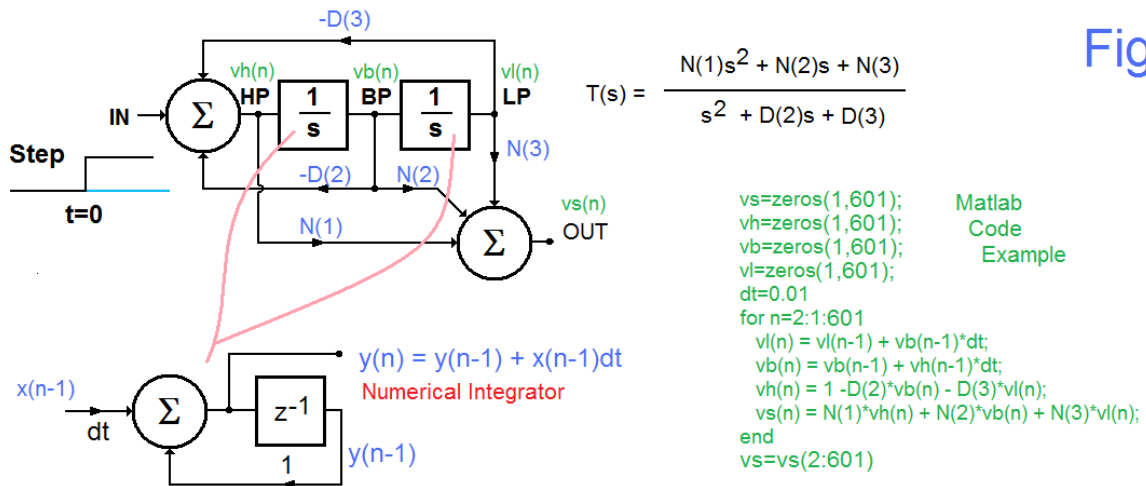 -D(3)
Fig
vh(n)
vb(n)
vl(n)
HP
BP
LP
IN
Σ
1
s
1
s
T(s) =
N(1)s² + N(2)s + N(3)
s² + D(2)s + D(3)
Step
t=0
-D(2)
N(2)
N(3)
N(1)
Σ
vs(n)
OUT
vs=zeros(1,601);
vh=zeros(1,601);
vb=zeros(1,601);
vl=zeros(1,601);
dt=0.01
for n=2:1:601
vl(n) = vl(n-1) + vb(n-1)*dt;
vb(n) = vb(n-1) + vh(n-1)*dt;
vh(n) = 1 -D(2)*vb(n) - D(3)*vl(n);
vs(n) = N(1)*vh(n) + N(2)*vb(n) + N(3)*vl(n);
end
vs=vs(2:601)
Matlab
Code
Example
y(n) = y(n-1) + x(n-1)dt
Numerical Integrator
x(n-1)
dt
Σ
z⁻¹
1
y(n-1)